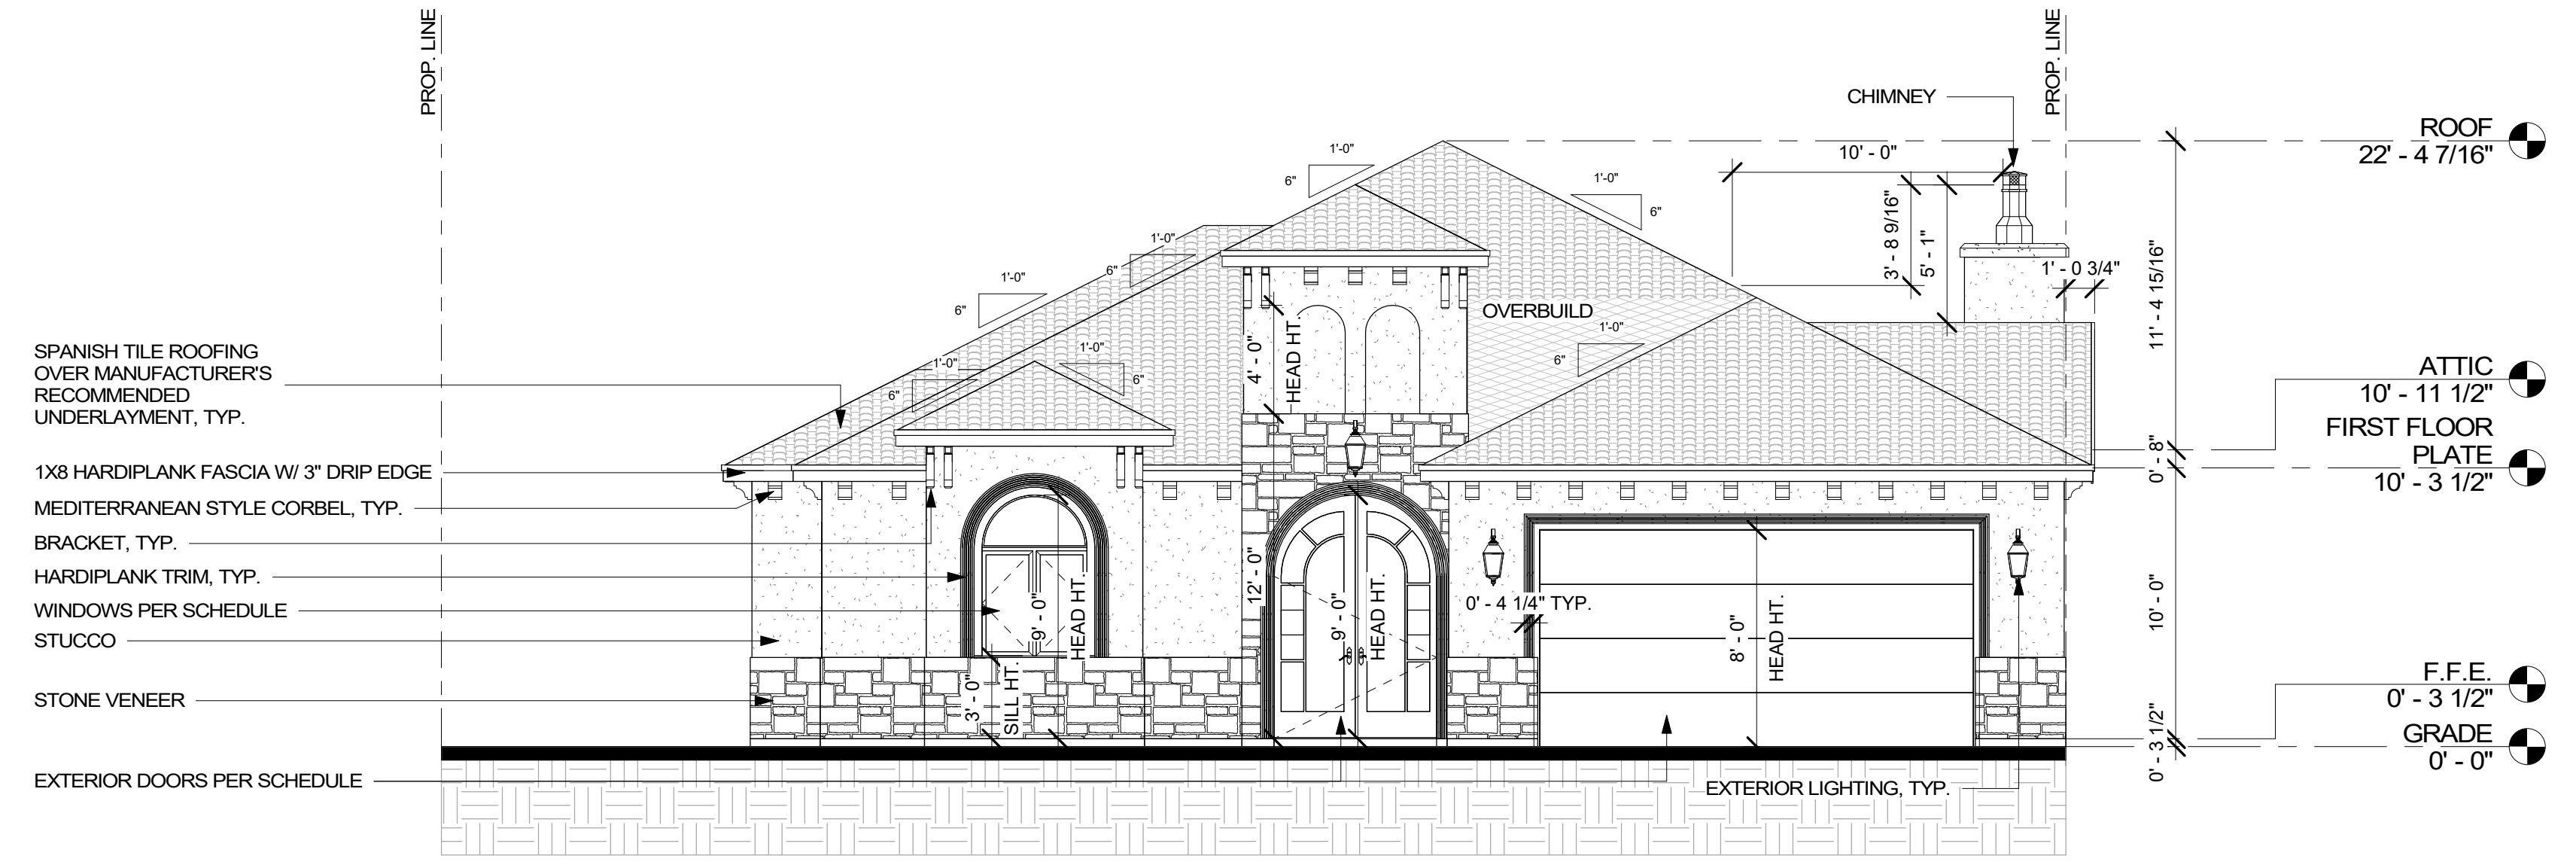 PROP. LINE
PROP. LINE
CHIMNEY
ROOF
22' - 4 7/16"
10' - 0"
1'-0"
6"
1'-0"
6"
3' - 8 9/16"
5' - 1"
1' - 0 3/4"
11' - 4 15/16"
1'-0"
6"
1'-0"
6"
OVERBUILD
1'-0"
6"
4' - 0"
HEAD HT.
1'-0"
6"
1'-0"
6"
SPANISH TILE ROOFING
OVER MANUFACTURER'S
RECOMMENDED
UNDERLAYMENT, TYP.
ATTIC
10' - 11 1/2"
FIRST FLOOR
PLATE
10' - 3 1/2"
0' - 8"
1X8 HARDIPLANK FASCIA W/ 3" DRIP EDGE
MEDITERRANEAN STYLE CORBEL, TYP.
BRACKET, TYP.
HARDIPLANK TRIM, TYP.
WINDOWS PER SCHEDULE
STUCCO
STONE VENEER
9' - 0"
HEAD HT.
3' - 0"
SILL HT.
12' - 0"
9' - 0"
HEAD HT.
0' - 4 1/4" TYP.
8' - 0"
HEAD HT.
10' - 0"
F.F.E.
0' - 3 1/2"
GRADE
0' - 0"
0' - 3 1/2"
EXTERIOR DOORS PER SCHEDULE
EXTERIOR LIGHTING, TYP.